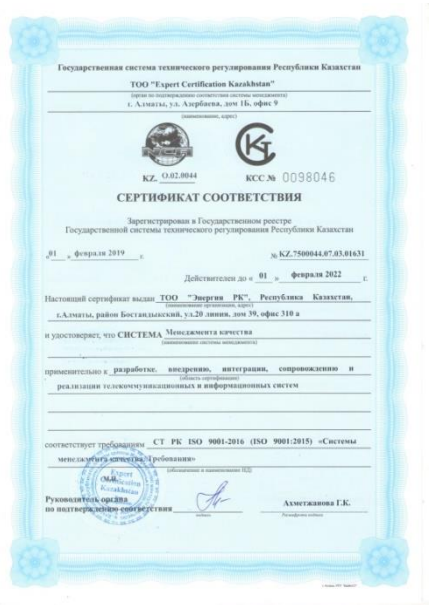 Государственная система технического регулирования Республики Казахстан
ТОО "Expert Certification Kazakhstan"
(орган по подтверждению соответствия системы менеджмента)
г. Алматы, ул. Азербаева, дом 1Б, офис 9
(наименование, адрес)
KZ. О.02.0044
КСС № 0098046
СЕРТИФИКАТ СООТВЕТСТВИЯ
Зарегистрирован в Государственном реестре
Государственной системы технического регулирования Республики Казахстан
„01 „ февраля 2019 г.
№ KZ.7500044.07.03.01631
Действителен до « 01 » февраля 2022 г.
Настоящий сертификат выдан ТОО "Энергия РК", Республика Казахстан,
(наименование организации, адрес)
г.Алматы, район Бостандыкский, ул.20 линия, дом 39, офис 310 а
и удостоверяет, что СИСТЕМА Менеджмента качества
(наименование системы менеджмента)
применительно к разработке, внедрению, интеграции, сопровождению и
(область сертификации)
реализации телекоммуникационных и информационных систем
соответствует требованиям СТ РК ISO 9001-2016 (ISO 9001:2015) «Системы
менеджмента качества. Требования»
(обозначение и наименование НД)
Expert
Certification
Kazakhstan
М.П.
Руководитель органа
по подтверждению соответствия
подпись
Ахметжанова Г.К.
Расшифровка подписи